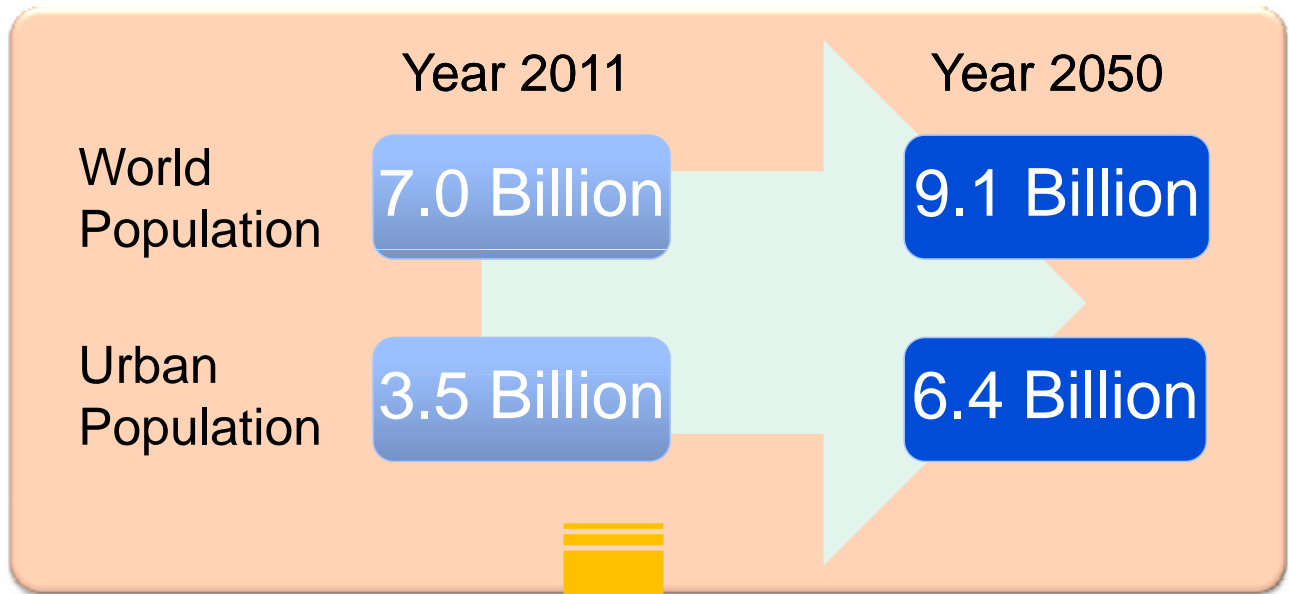 Year 2011 Year 2050
World
Population
7.0 Billion 9.1 Billion
Urban
Population
3.5 Billion 6.4 Billion